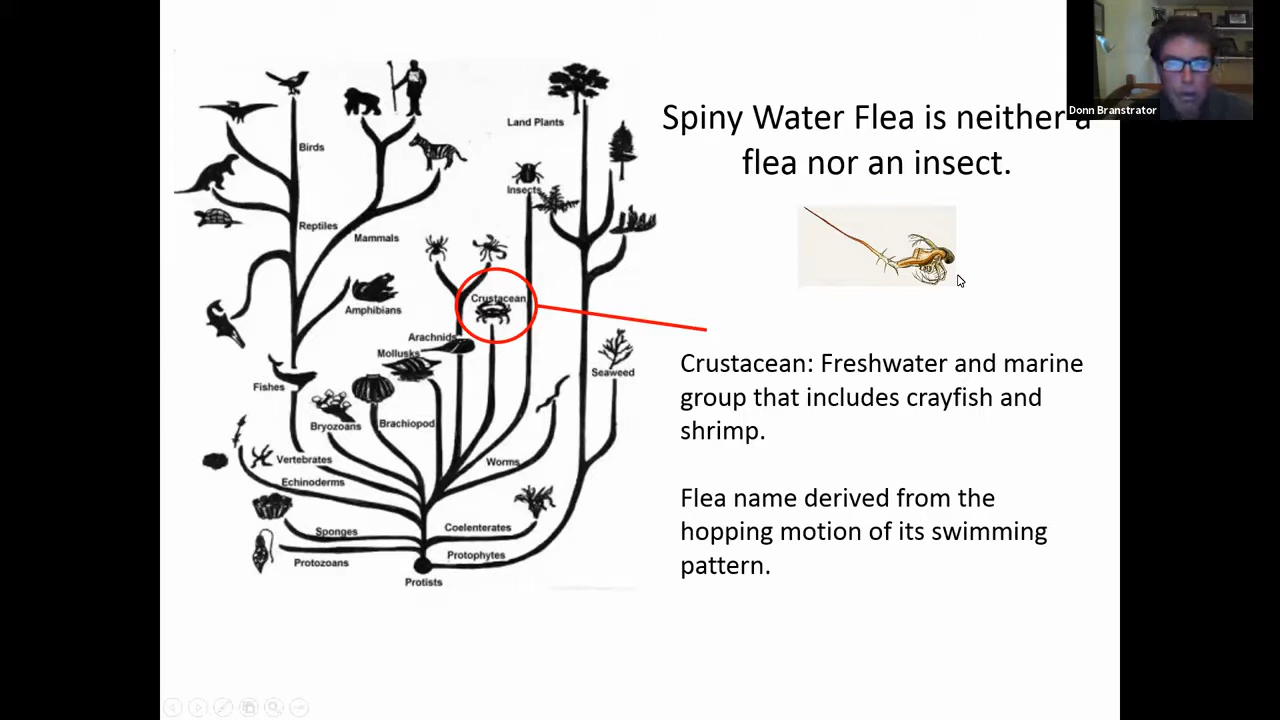 Donn Branstrator
Spiny Water Flea is neither a
flea nor an insect.
Land Plants
Birds
Insects
Reptiles
Mammals
Crustacean
Amphibians
Arachnids
Mollusks
Seaweed
Fishes
Bryozoans
Brachiopod
Vertebrates
Worms
Echinoderms
Sponges
Coelenterates
Protozoans
Protophytes
Protists
Crustacean: Freshwater and marine
group that includes crayfish and
shrimp.
Flea name derived from the
hopping motion of its swimming
pattern.